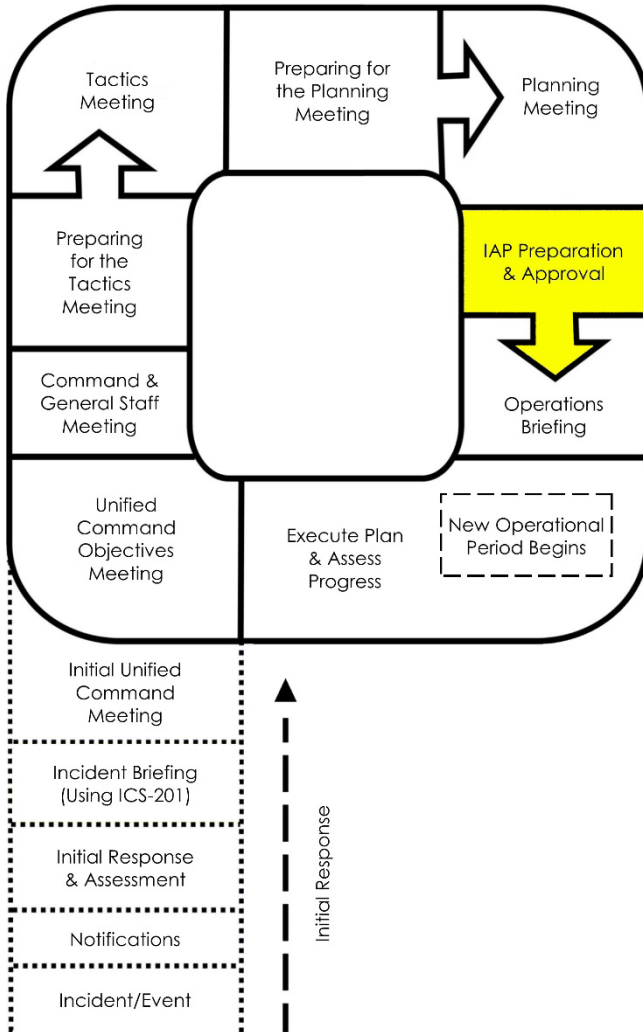 Tactics
Meeting
Preparing for
the Planning
Meeting
Planning
Meeting
Preparing
for the
Tactics
Meeting
IAP Preparation
& Approval
Command &
General Staff
Meeting
Operations
Briefing
Unified
Command
Objectives
Meeting
Execute Plan
& Assess
Progress
New Operational
Period Begins
Initial Unified
Command
Meeting
Incident Briefing
(Using ICS-201)
Initial Response
& Assessment
Notifications
Incident/Event
Initial Response